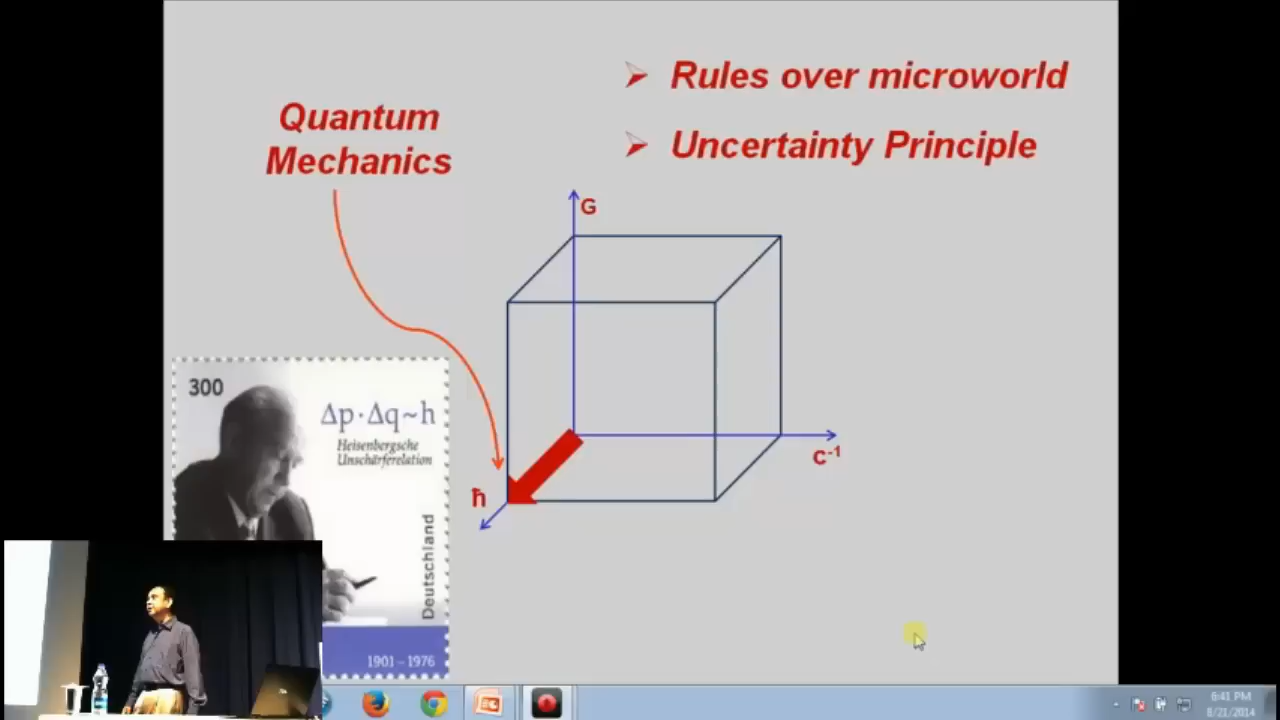 Quantum
Mechanics
Rules over microworld
Uncertainty Principle
G
C⁻¹
ħ
300
Δp·Δq~h
Heisenbergsche
Unschärferelation
Deutschland
1901 – 1976
6:41 PM
8/21/2014